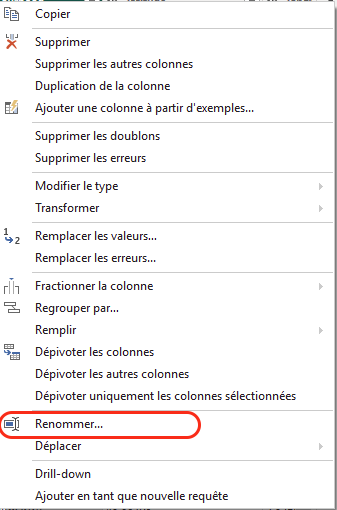 Copier
Supprimer
Supprimer les autres colonnes
Duplication de la colonne
Ajouter une colonne à partir d'exemples...
Supprimer les doublons
Supprimer les erreurs
Modifier le type
Transformer
Remplacer les valeurs...
Remplacer les erreurs...
Fractionner la colonne
Regrouper par...
Remplir
Dépivoter les colonnes
Dépivoter les autres colonnes
Dépivoter uniquement les colonnes sélectionnées
Renommer...
Déplacer
Drill-down
Ajouter en tant que nouvelle requête